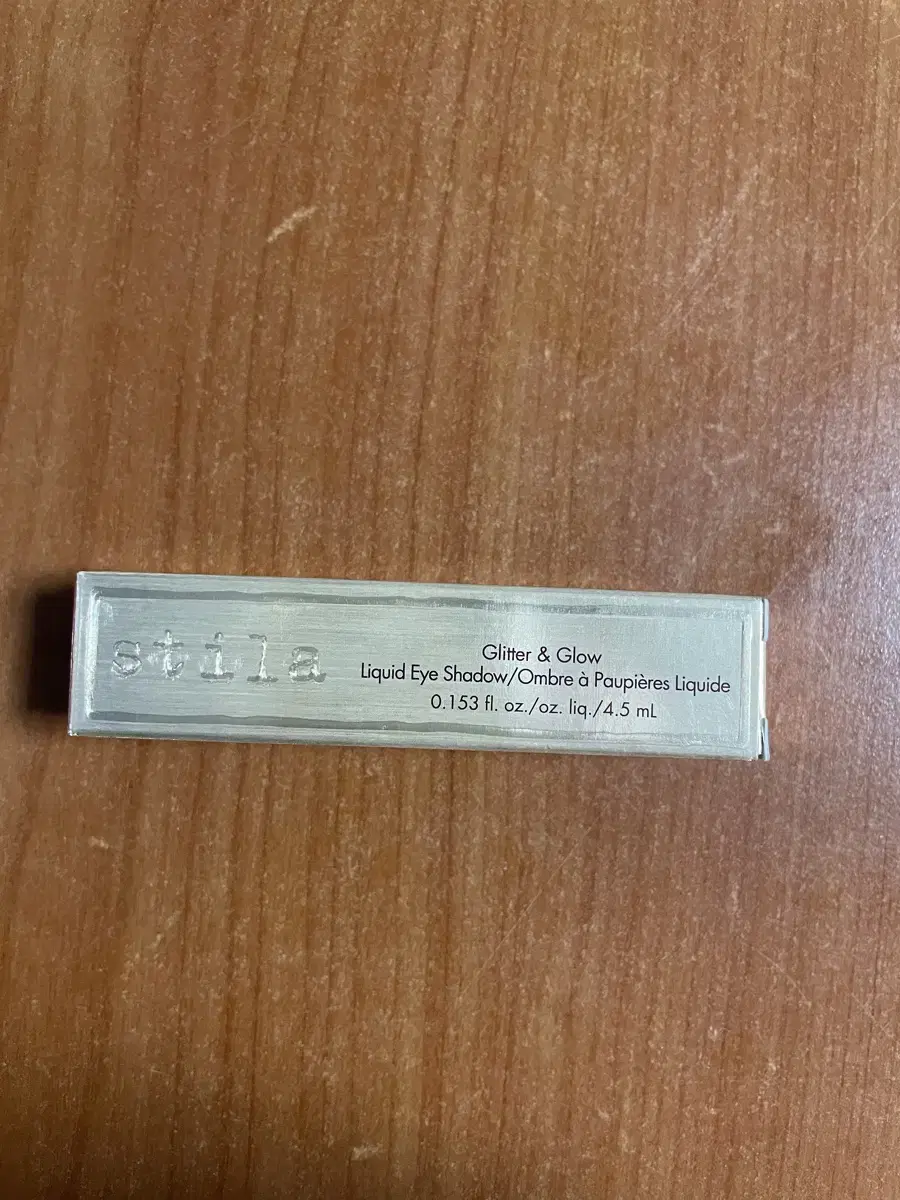 stila
Glitter & Glow
Liquid Eye Shadow/Ombre à Paupières Liquide
0.153 fl. oz./oz. liq./4.5 mL